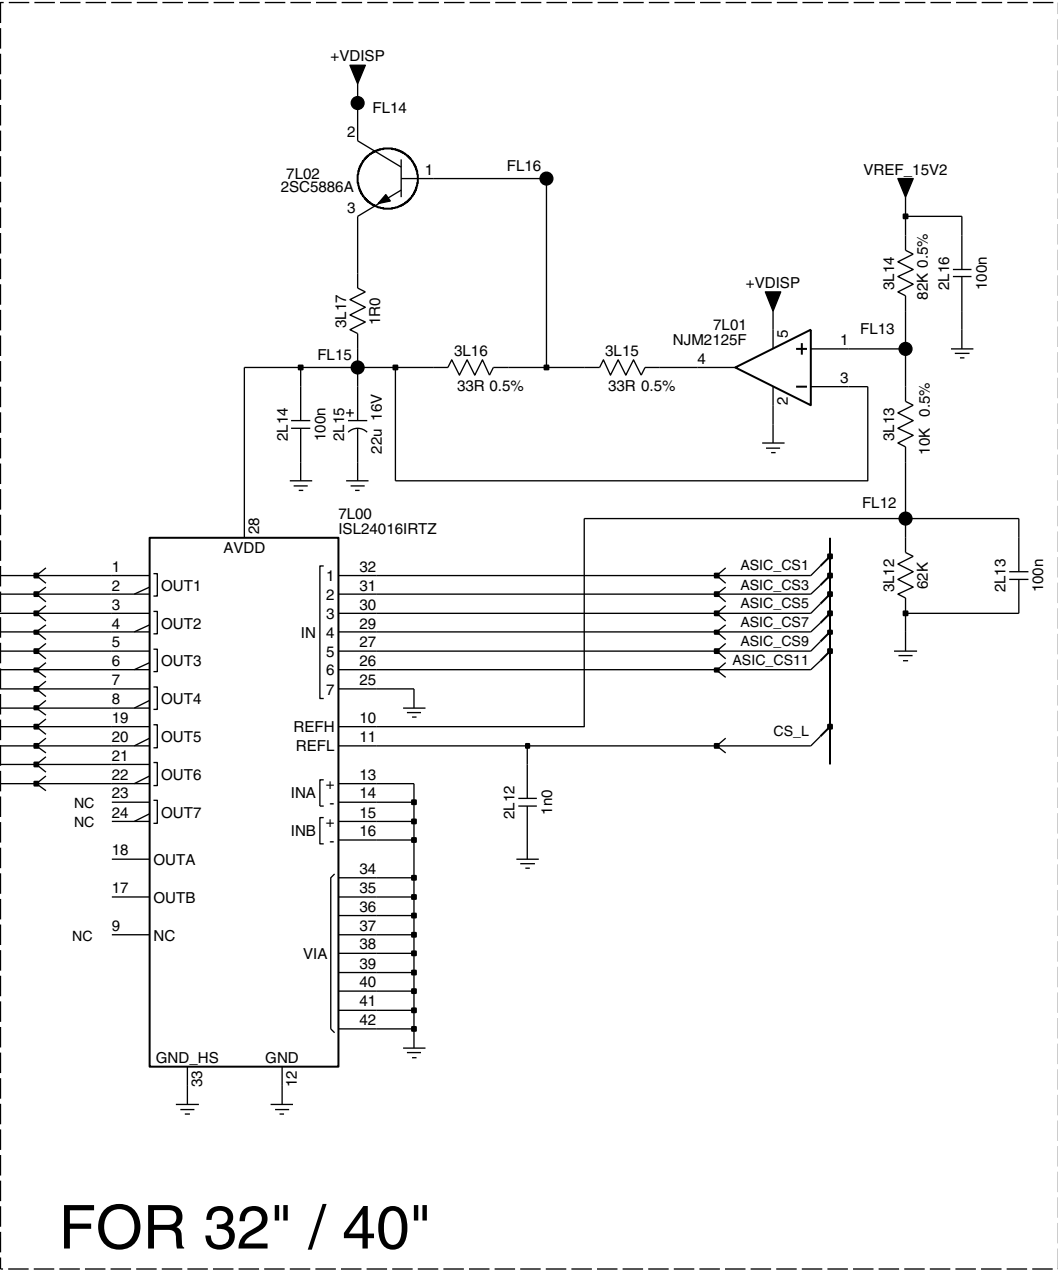 +VDISP
FL14
2
7L02
2SC5886A
1
FL16
3
VREF_15V2
3L14
82K 0.5%
2L16
100n
+VDISP
3L17
1R0
7L01
NJM2125F
5
FL13
1
FL15
3L16
33R 0.5%
3L15
33R 0.5%
4
+
−
3
2
2L14
100n
2L15
+
22u 16V
3L13
10K 0.5%
FL12
7L00
ISL24016IRTZ
28
AVDD
3L12
62K
2L13
100n
1
2
OUT1
3
4
OUT2
5
6
OUT3
7
8
OUT4
19
20
OUT5
21
22
OUT6
NC
23
NC
24
OUT7
18
OUTA
17
OUTB
NC
9
NC
IN
1
32
ASIC_CS1
2
31
ASIC_CS3
3
30
ASIC_CS5
4
29
ASIC_CS7
5
27
ASIC_CS9
6
26
ASIC_CS11
7
25
REFH
10
REFL
11
CS_L
2L12
1n0
INA
+
13
-
14
INB
+
15
-
16
VIA
34
35
36
37
38
39
40
41
42
GND_HS
GND
33
12
FOR 32" / 40"